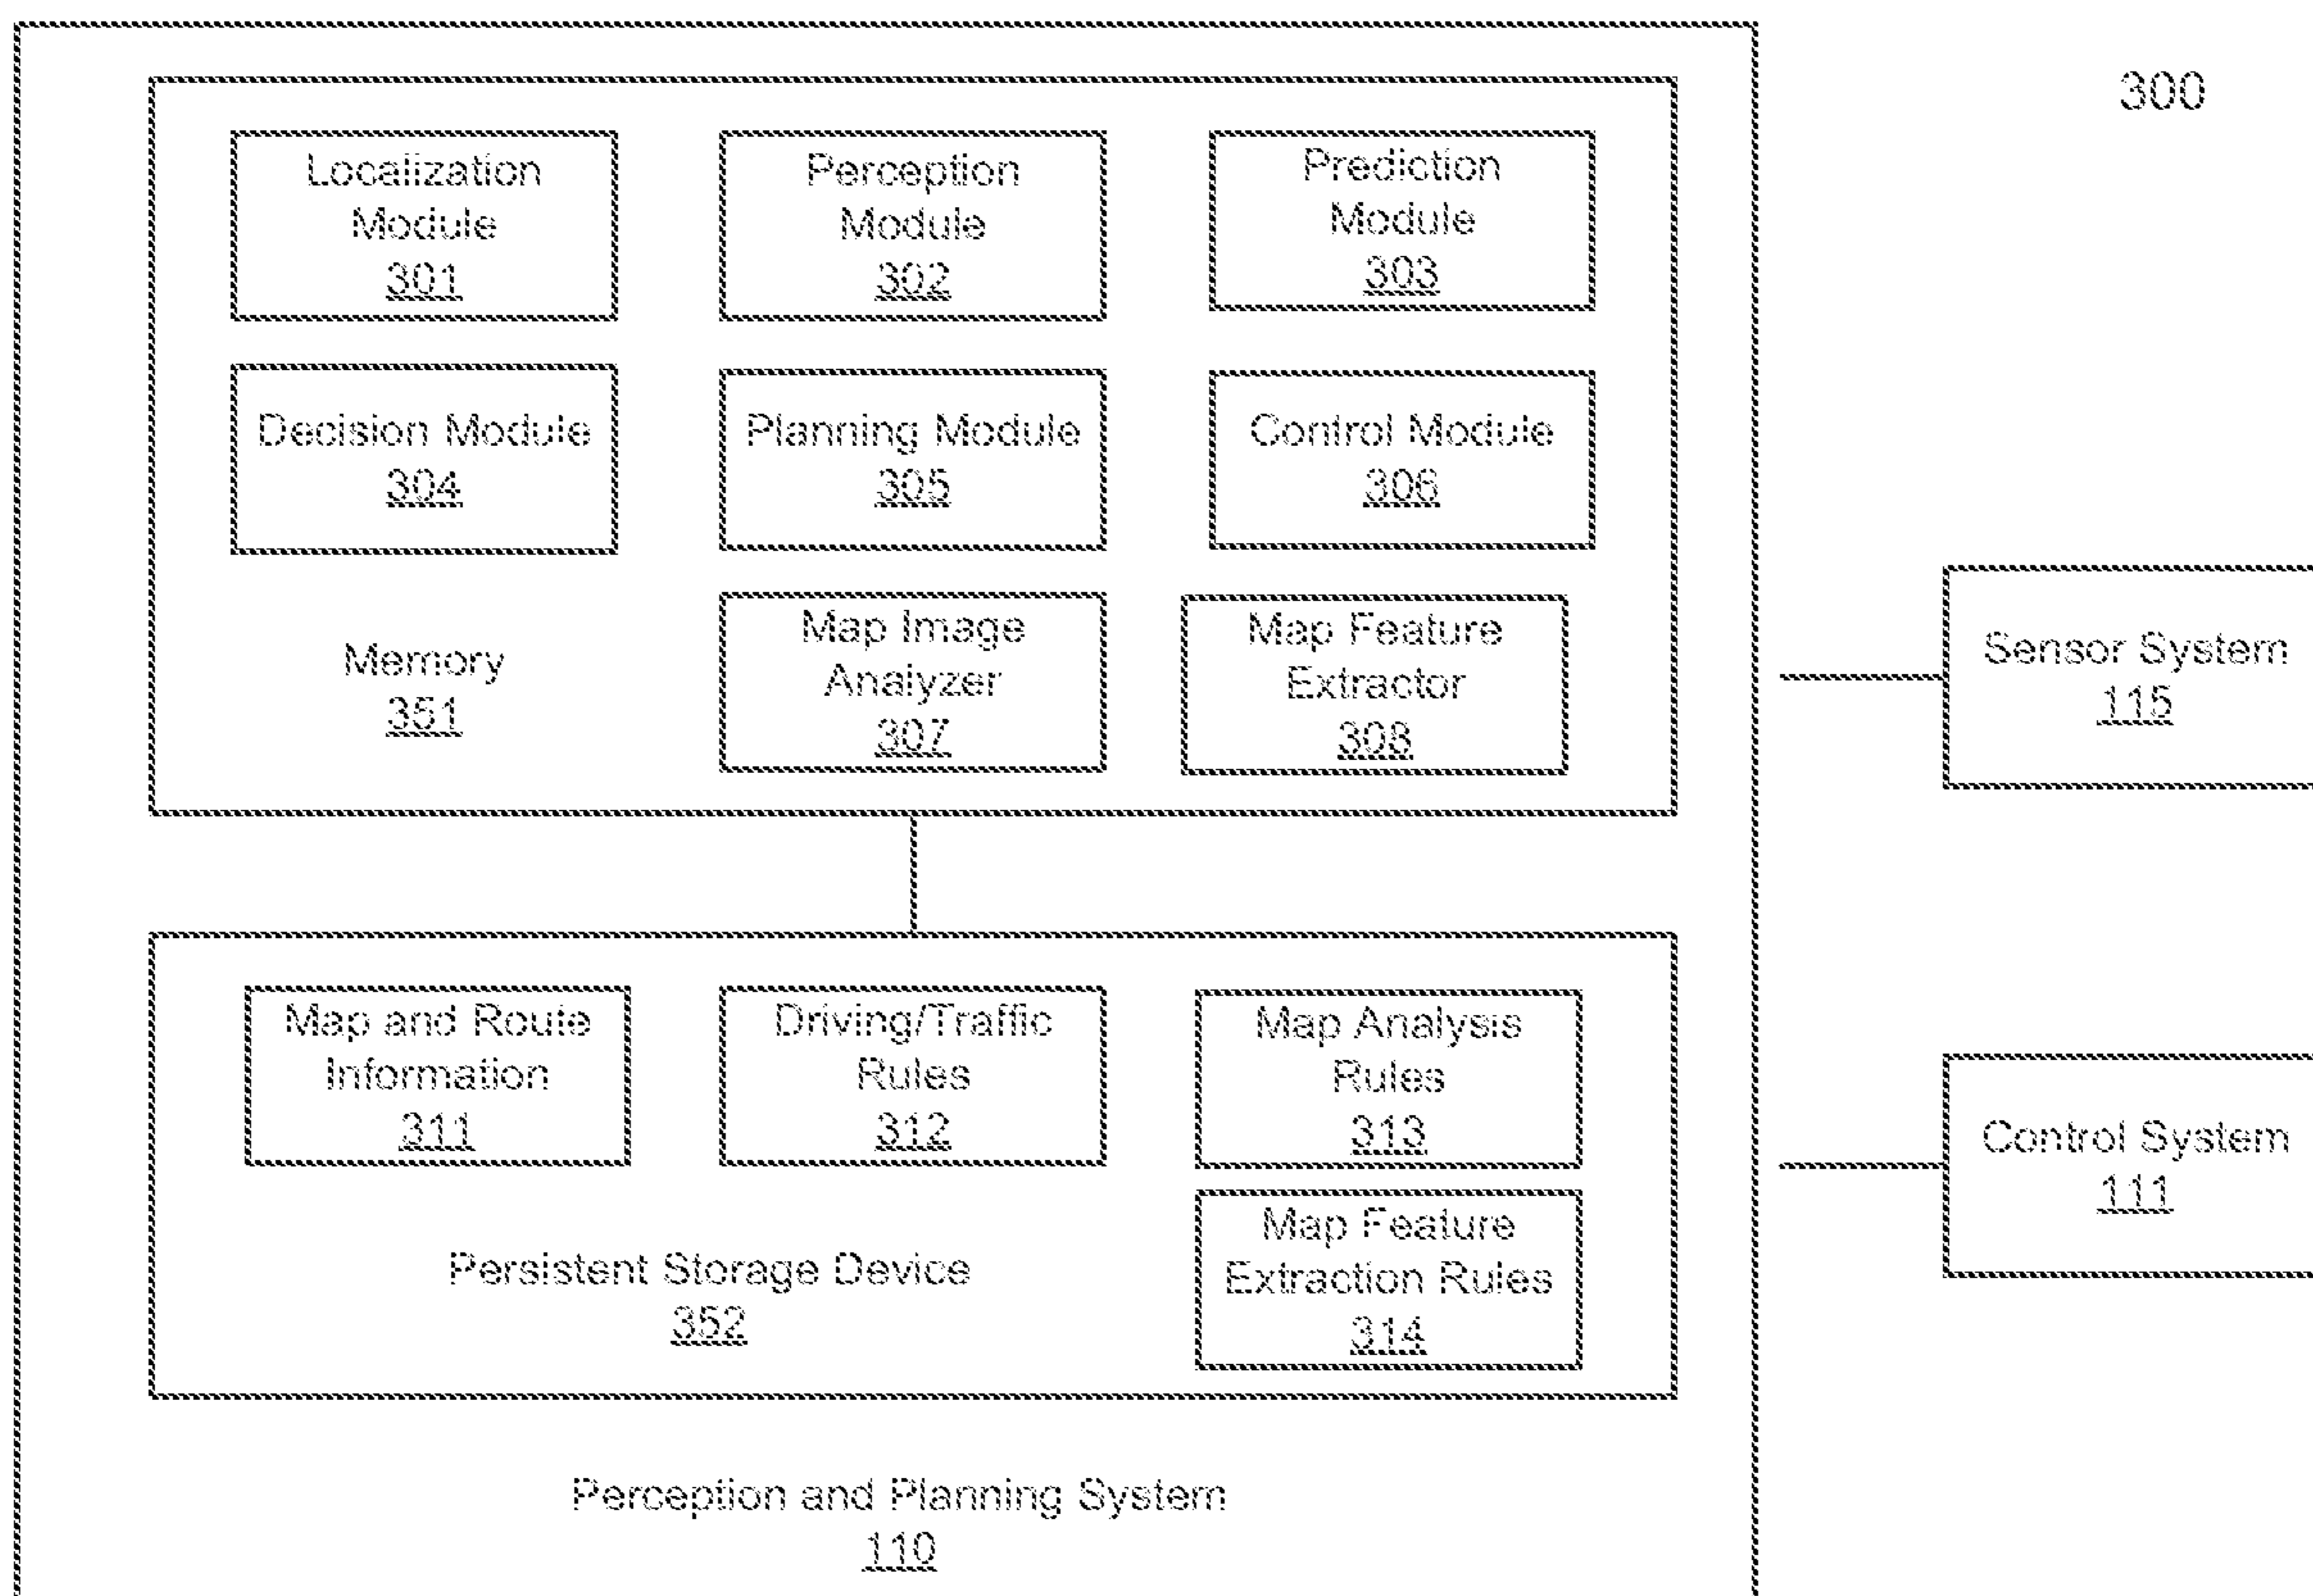 300
Localization
Module
301
Perception
Module
302
Prediction
Module
303
Decision Module
304
Planning Module
305
Control Module
306
Memory
351
Map Image
Analyzer
307
Map Feature
Extractor
308
Sensor System
115
Map and Route
Information
311
Driving/Traffic
Rules
312
Map Analysis
Rules
313
Control System
111
Persistent Storage Device
352
Map Feature
Extraction Rules
314
Perception and Planning System
110